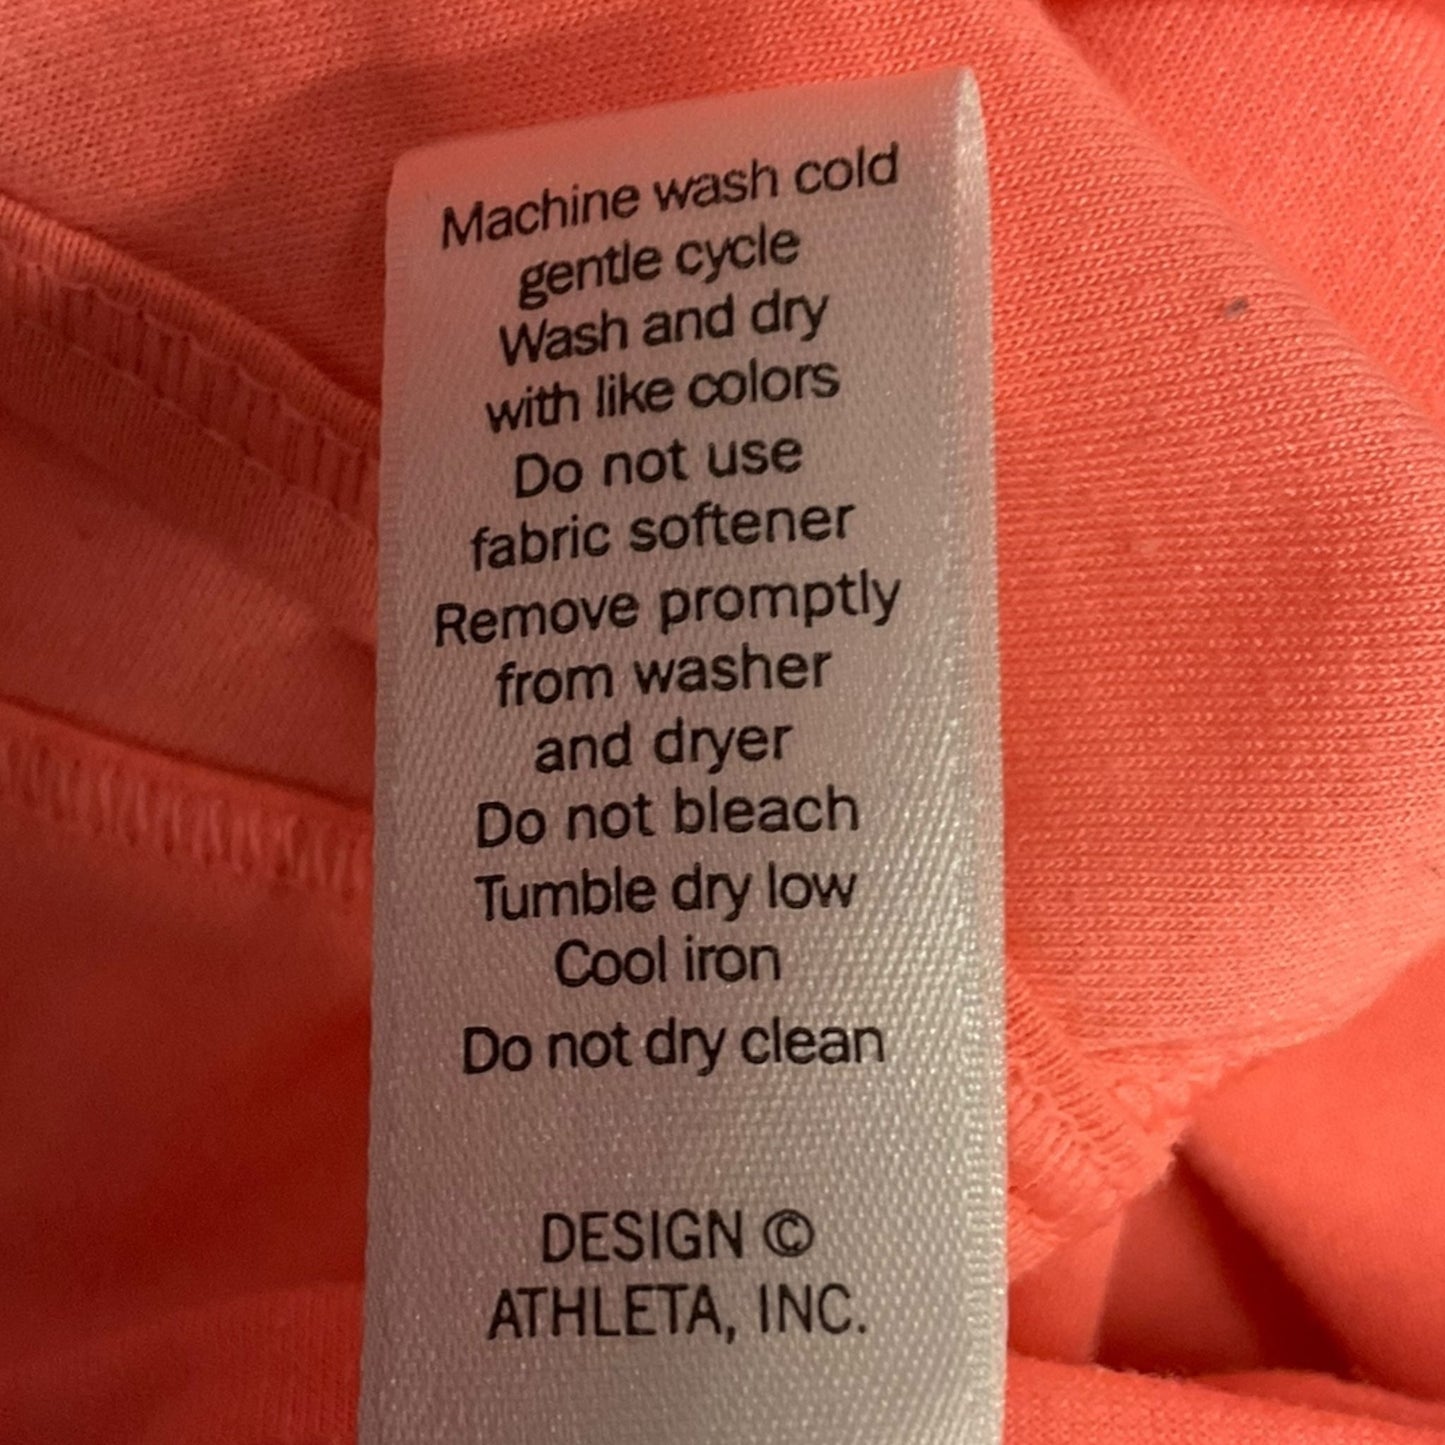 Machine wash cold
gentle cycle
Wash and dry
with like colors
Do not use
fabric softener
Remove promptly
from washer
and dryer
Do not bleach
Tumble dry low
Cool iron
Do not dry clean
DESIGN ©
ATHLETA, INC.